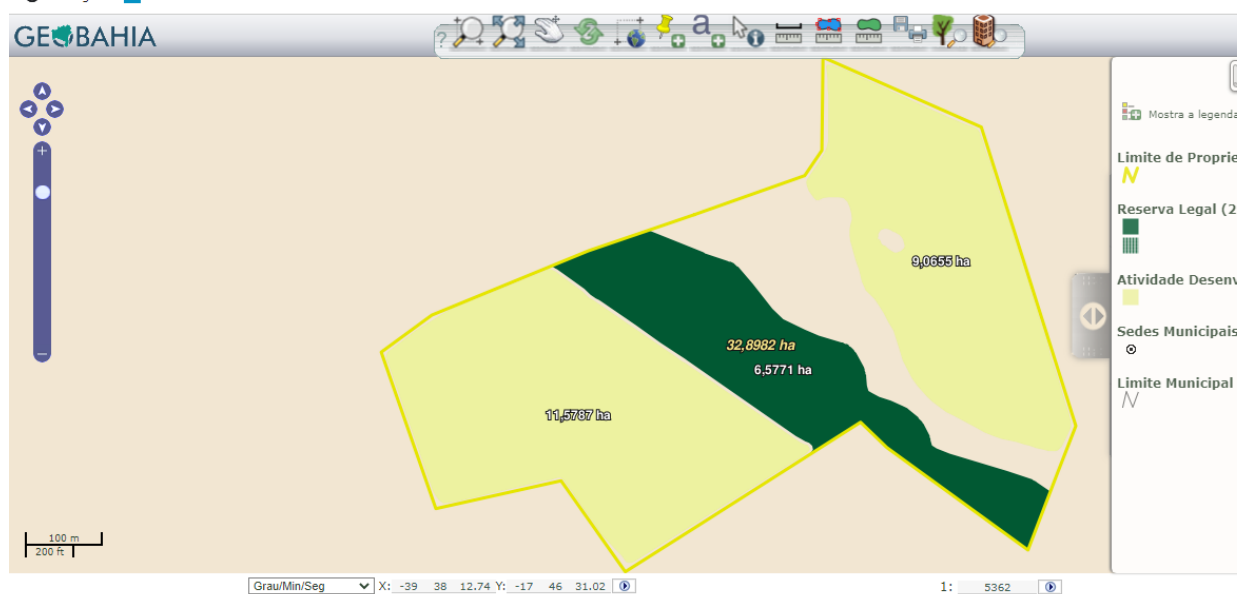 GEOBAHIA
?
a
Mostra a legenda
Limite de Proprie
Reserva Legal (2
Atividade Desenv
Sedes Municipais
Limite Municipal
9,0655 ha
32,8982 ha
6,5771 ha
11,5787 ha
100 m
200 ft
Grau/Min/Seg X: -39 38 12.74 Y: -17 46 31.02
1: 5362